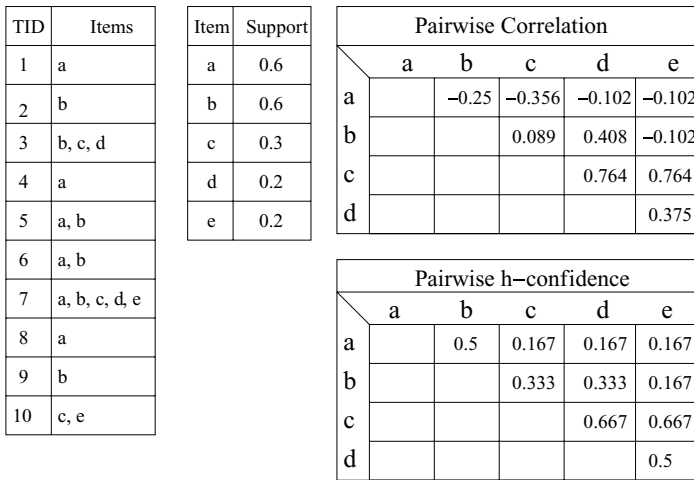 TID Items
1 a
2 b
3 b, c, d
4 a
5 a, b
6 a, b
7 a, b, c, d, e
8 a
9 b
10 c, e
Item Support
a 0.6
b 0.6
c 0.3
d 0.2
e 0.2
Pairwise Correlation
a b c d e
a −0.25 −0.356 −0.102 −0.102
b 0.089 0.408 −0.102
c 0.764 0.764
d 0.375
Pairwise h−confidence
a b c d e
a 0.5 0.167 0.167 0.167
b 0.333 0.333 0.167
c 0.667 0.667
d 0.5